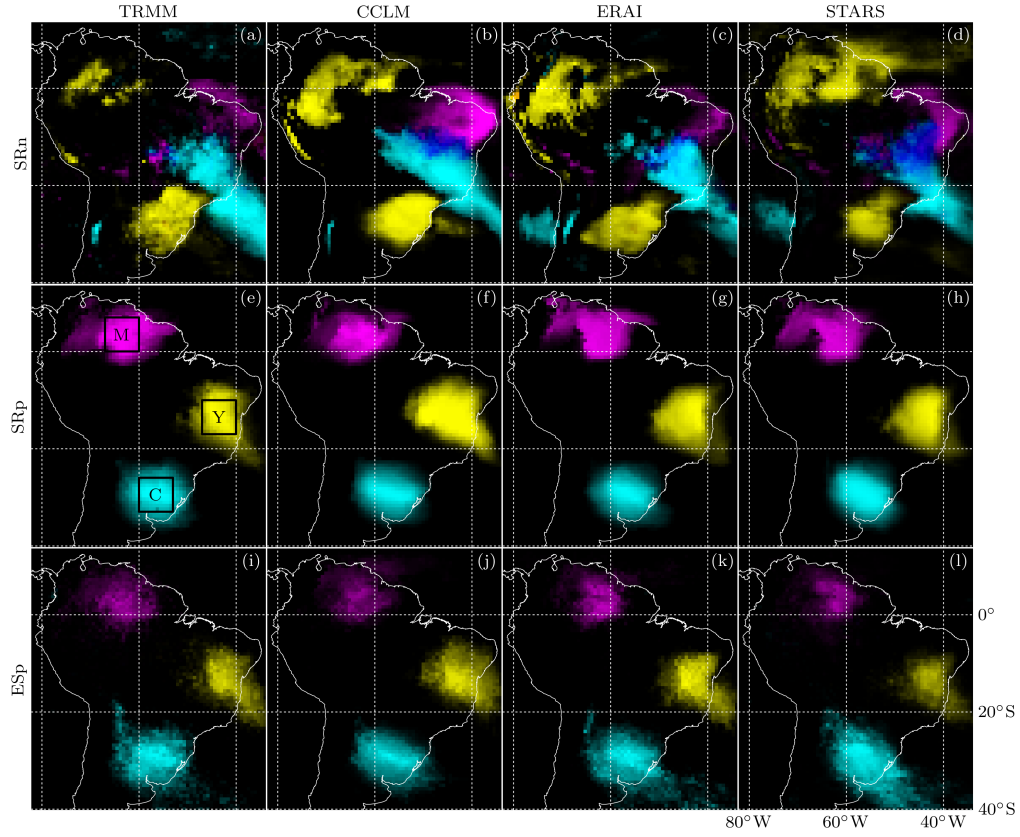 TRMM CCLM ERAI STARS
(a) (b) (c) (d)
SRn
(e) (f) (g) (h)
M
SRp
Y
C
(i) (j) (k) (l)
0°
ESp
20°S
40°S
80°W 60°W 40°W